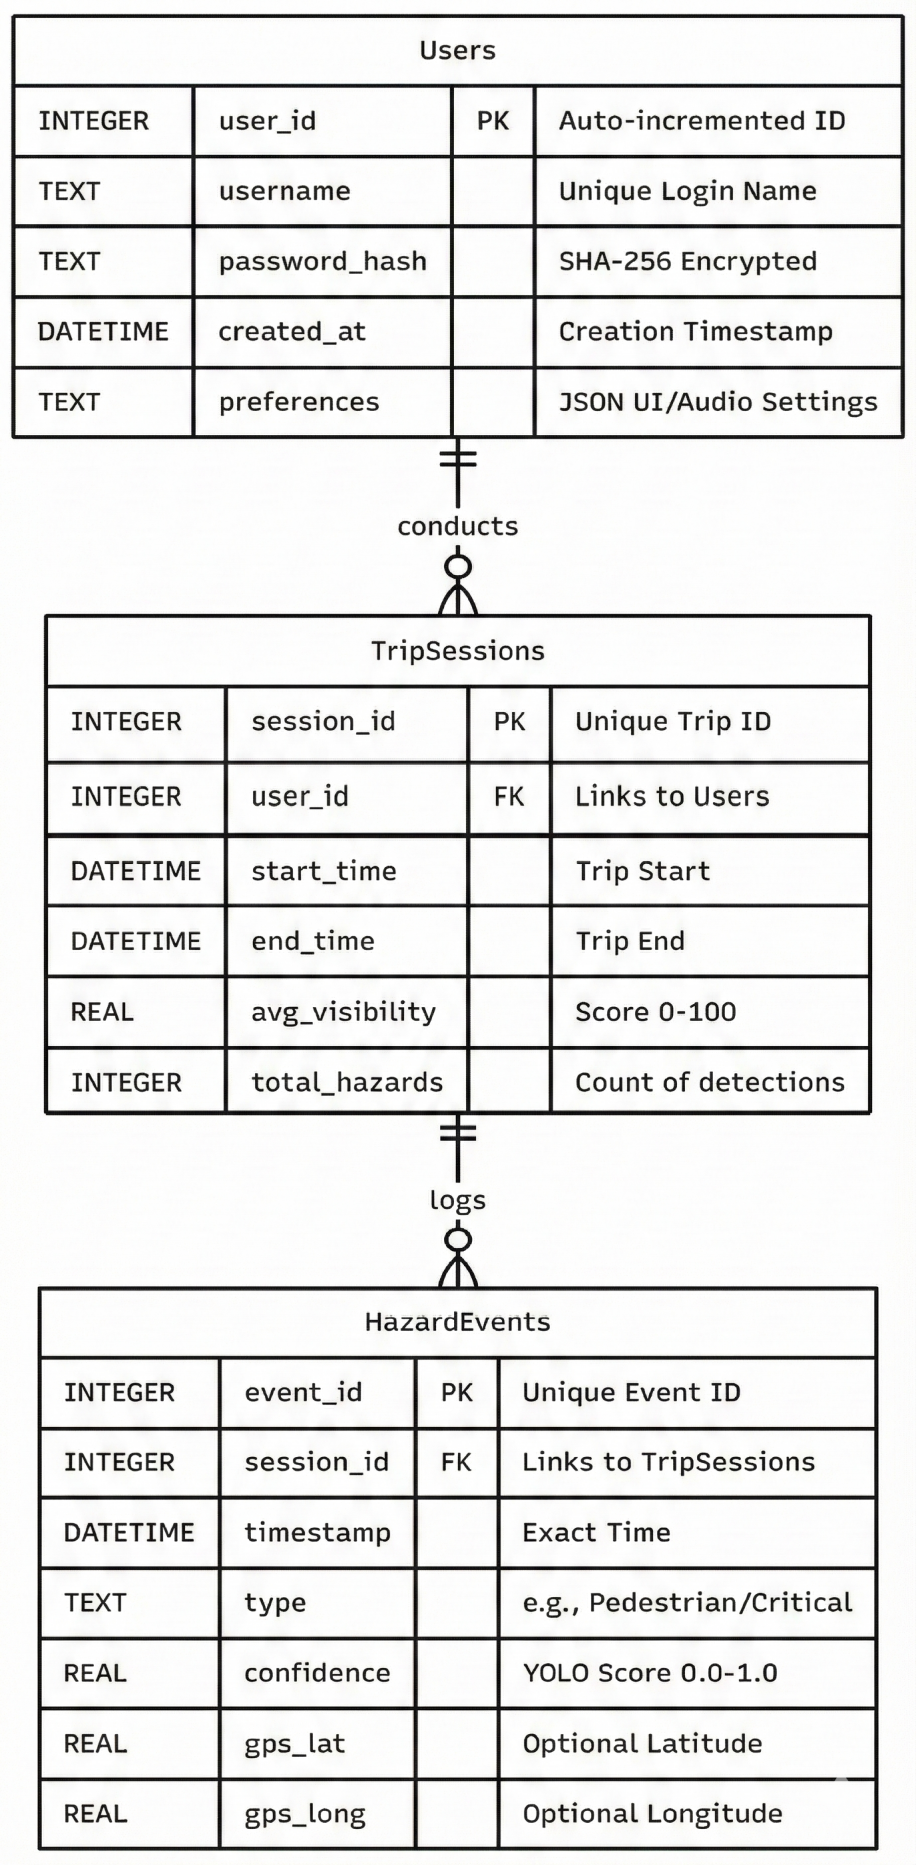 Users
INTEGER user_id PK Auto-incremented ID
TEXT username Unique Login Name
TEXT password_hash SHA-256 Encrypted
DATETIME created_at Creation Timestamp
TEXT preferences JSON UI/Audio Settings
conducts
TripSessions
INTEGER session_id PK Unique Trip ID
INTEGER user_id FK Links to Users
DATETIME start_time Trip Start
DATETIME end_time Trip End
REAL avg_visibility Score 0-100
INTEGER total_hazards Count of detections
logs
HazardEvents
INTEGER event_id PK Unique Event ID
INTEGER session_id FK Links to TripSessions
DATETIME timestamp Exact Time
TEXT type e.g., Pedestrian/Critical
REAL confidence YOLO Score 0.0-1.0
REAL gps_lat Optional Latitude
REAL gps_long Optional Longitude